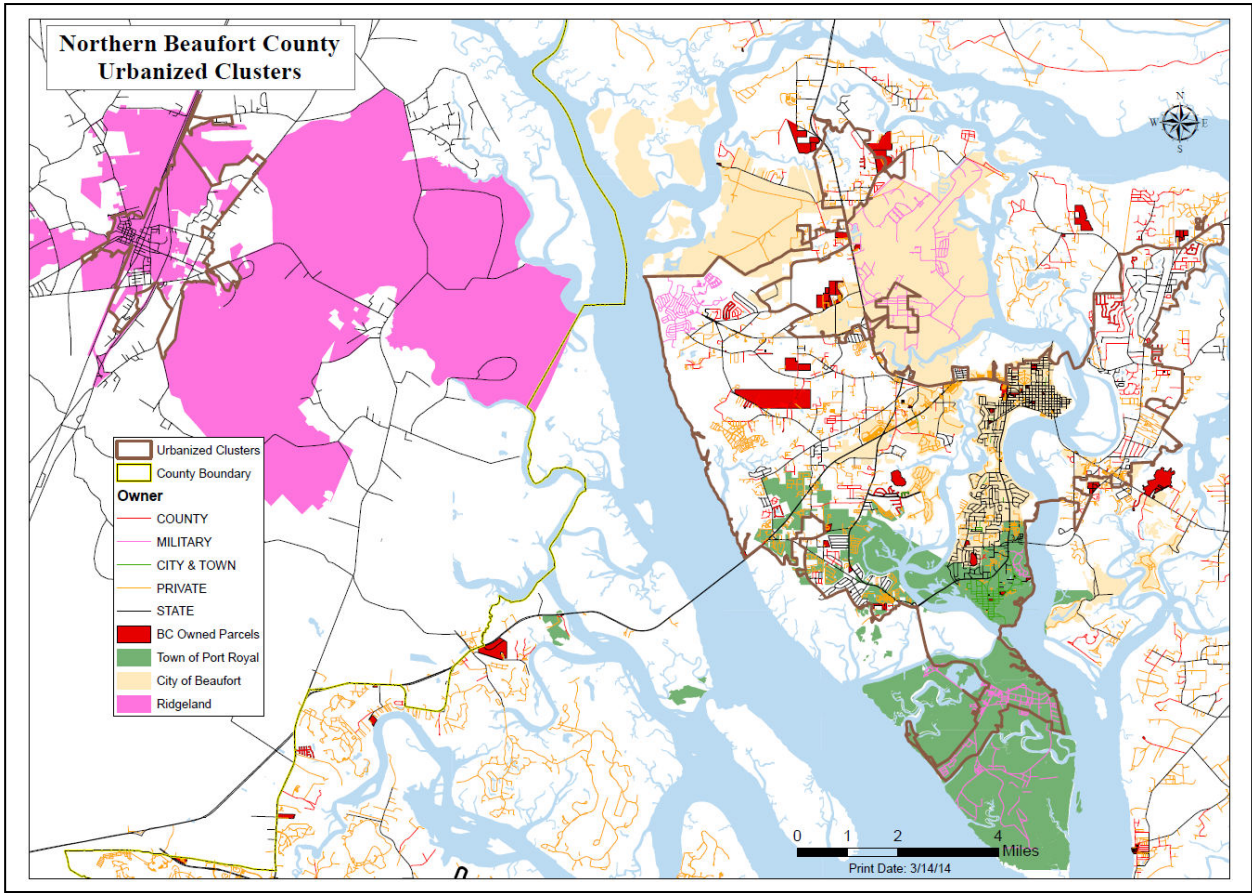 Northern Beaufort County
Urbanized Clusters
N
W E
S
Urbanized Clusters
County Boundary
Owner
COUNTY
MILITARY
CITY & TOWN
PRIVATE
STATE
BC Owned Parcels
Town of Port Royal
City of Beaufort
Ridgeland
0 1 2 4
Miles
Print Date: 3/14/14